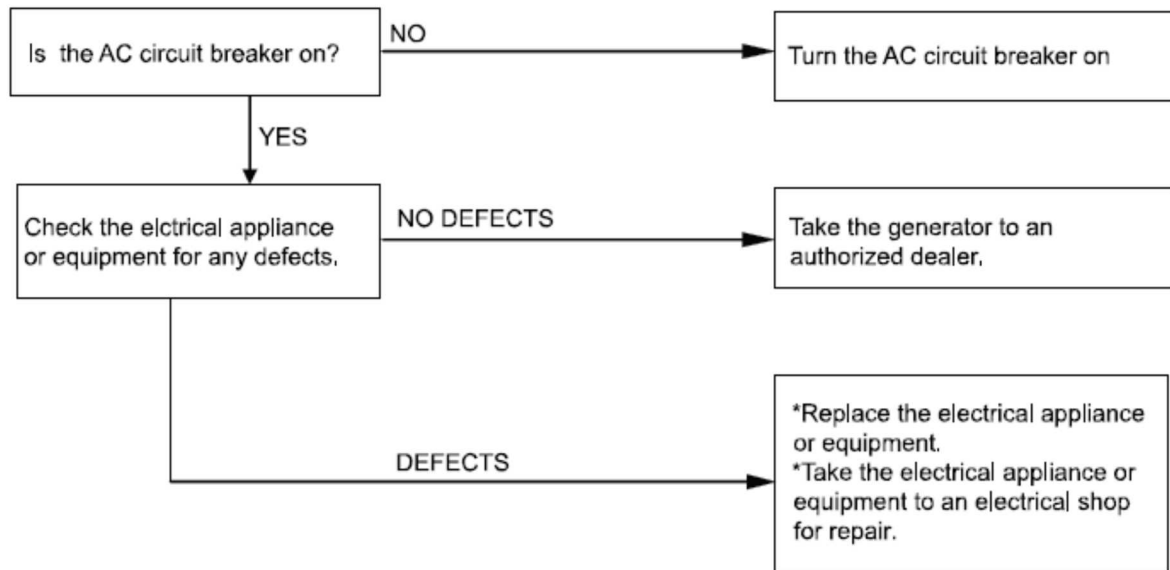 Is the AC circuit breaker on?
NO
Turn the AC circuit breaker on
YES
Check the elctrical appliance
or equipment for any defects.
NO DEFECTS
Take the generator to an
authorized dealer.
DEFECTS
*Replace the electrical appliance
or equipment.
*Take the electrical appliance or
equipment to an electrical shop
for repair.